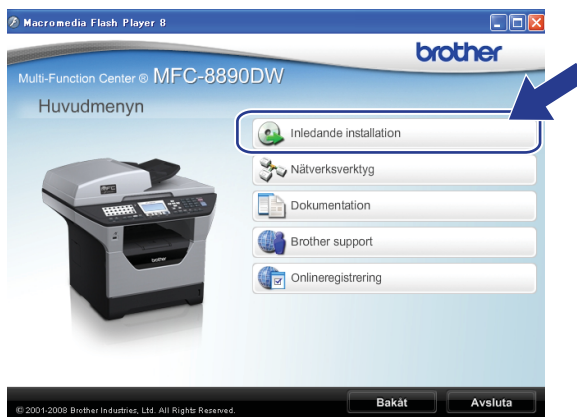 Macromedia Flash Player 8
brother
Multi-Function Center ® MFC-8890DW
Huvudmenyn
Inledande installation
Nätverksverktyg
Dokumentation
Brother support
Onlineregistrering
brother
© 2001-2008 Brother Industries, Ltd. All Rights Reserved.
Bakåt
Avsluta